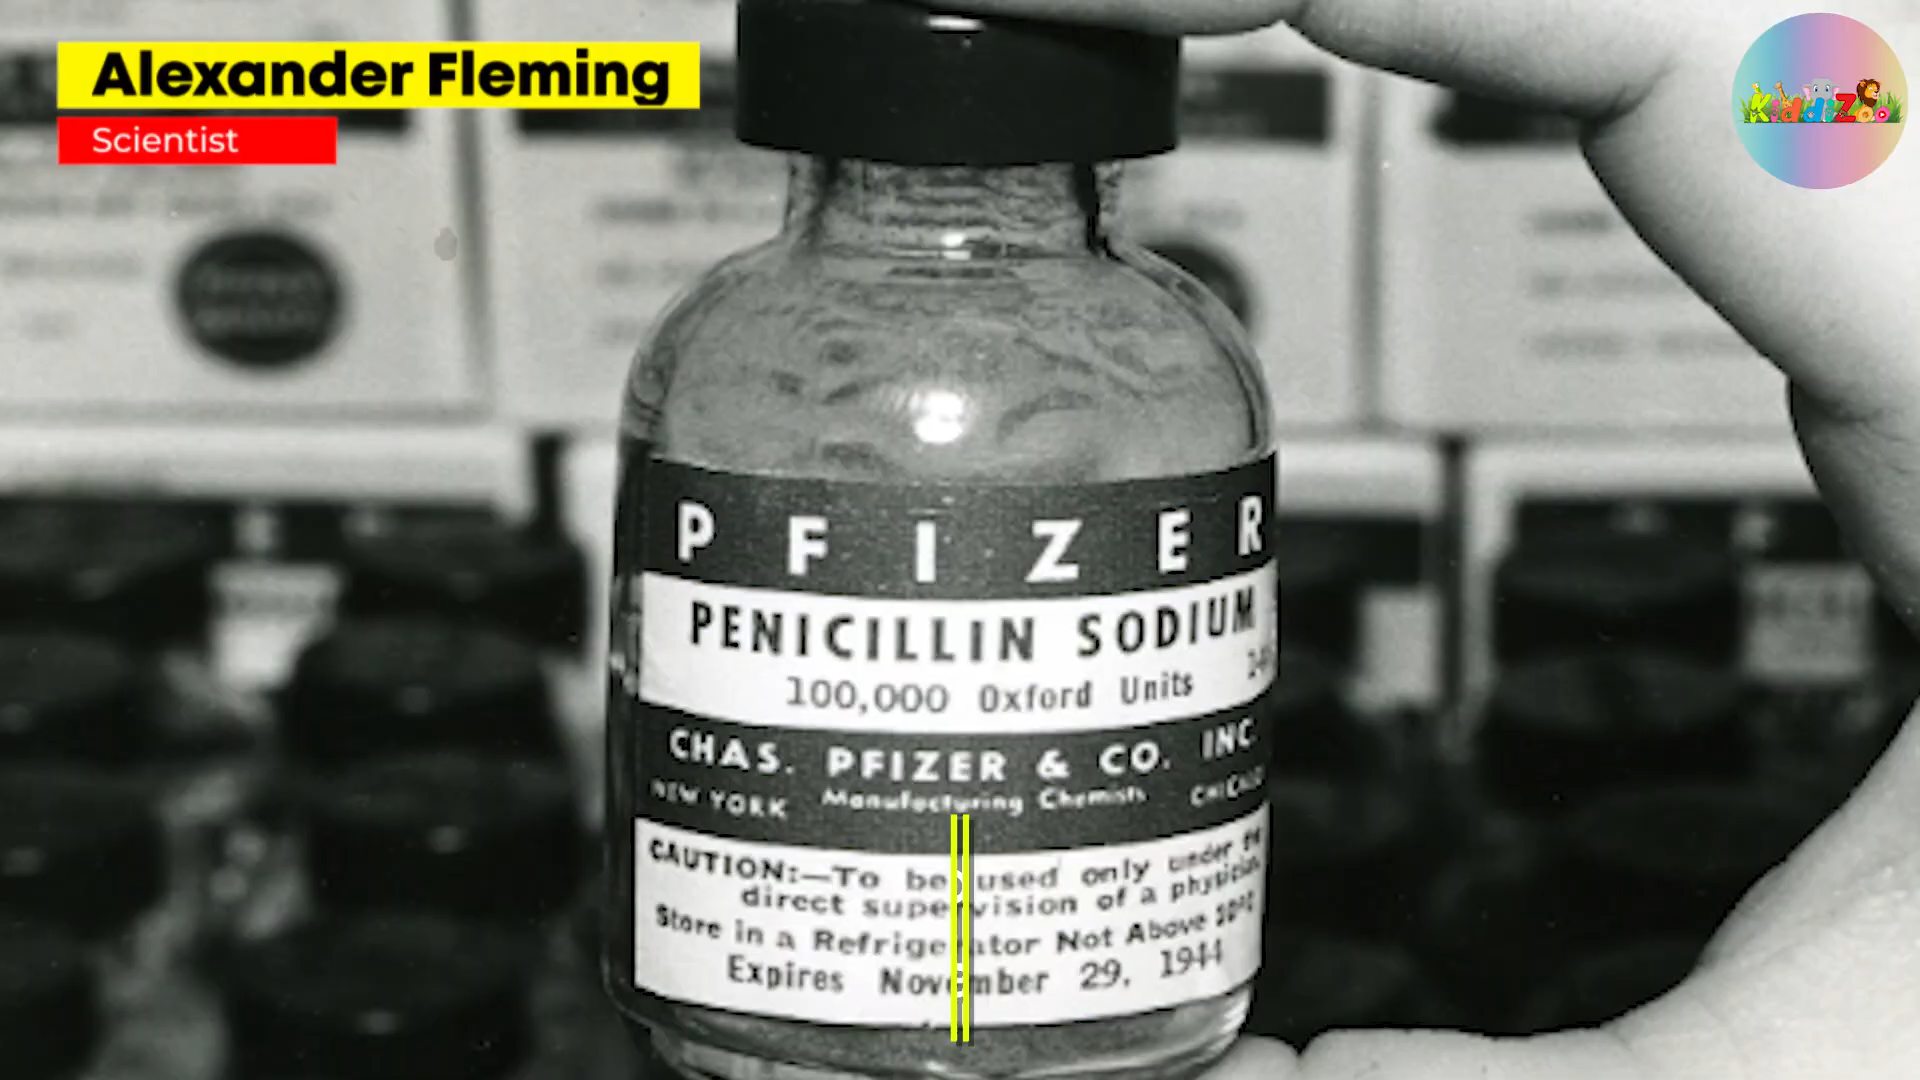 Alexander Fleming
Scientist
KiddiZoo
PFIZER
PENICILLIN SODIUM
100,000 Oxford Units
CHAS. PFIZER & CO. INC.
NEW YORK Manufacturing Chemists CHICAGO
CAUTION:—To be used only under the
direct supervision of a physician.
Store in a Refrigerator Not Above
Expires November 29, 1944